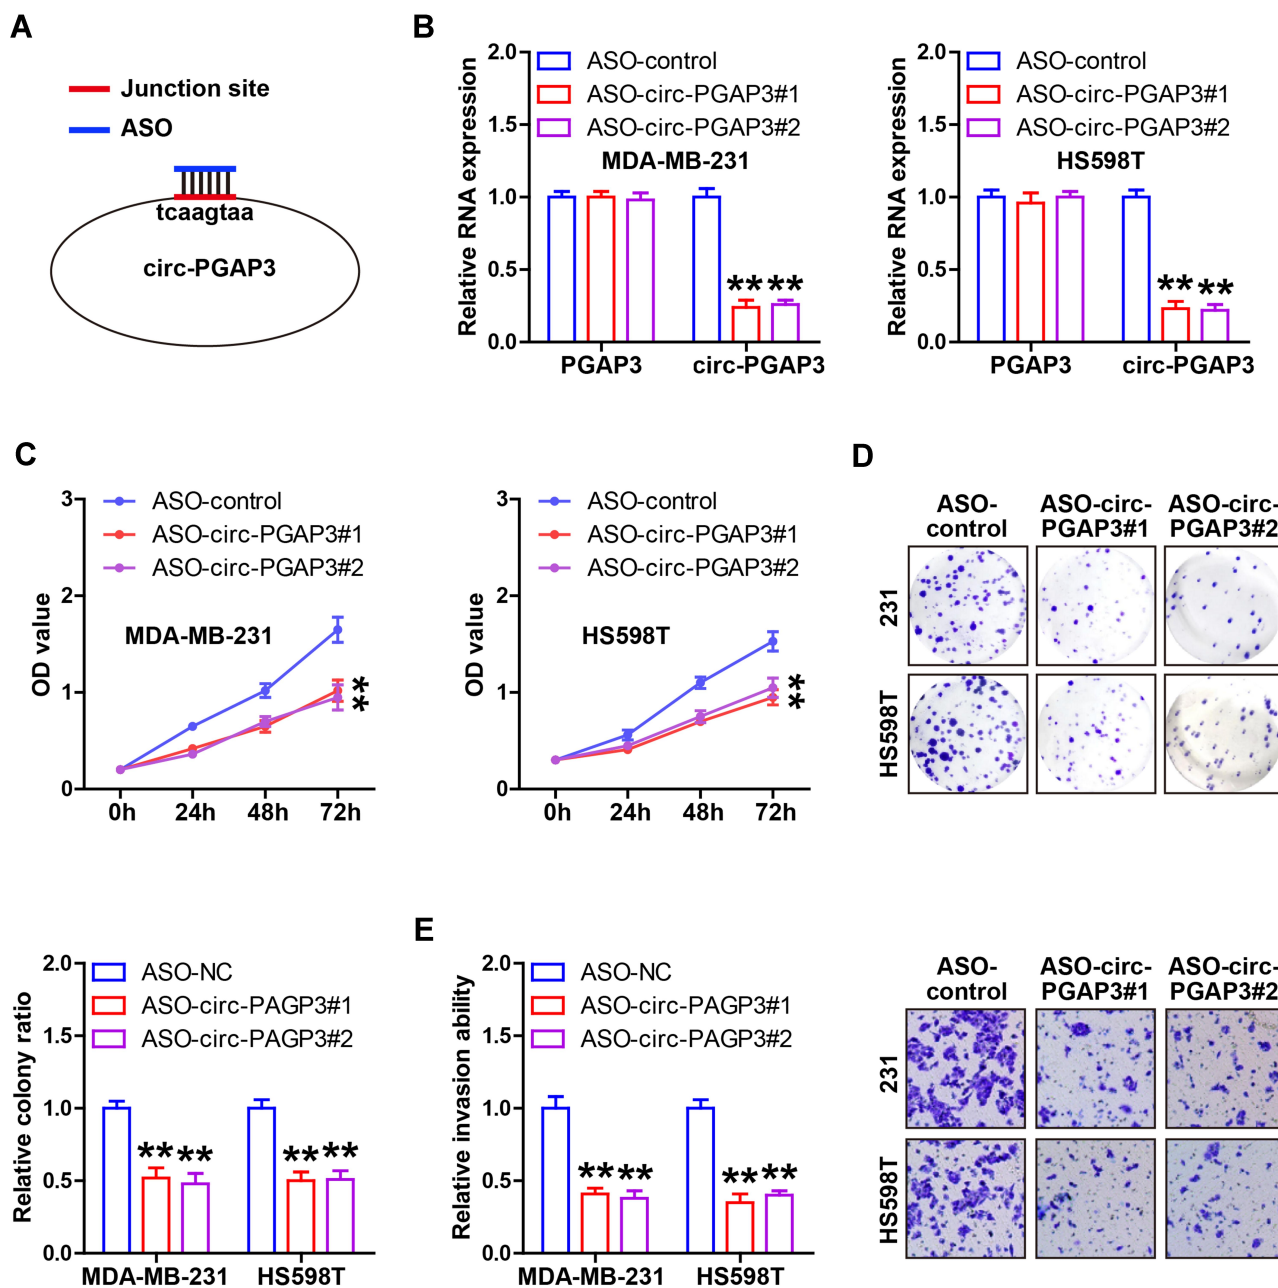 A
Junction site
ASO
tcaagtaa
circ-PGAP3
B
2.0
1.5
1.0
0.5
0.0
Relative RNA expression
ASO-control
ASO-circ-PGAP3#1
ASO-circ-PGAP3#2
MDA-MB-231
** **
PGAP3 circ-PGAP3
2.0
1.5
1.0
0.5
0.0
Relative RNA expression
ASO-control
ASO-circ-PGAP3#1
ASO-circ-PGAP3#2
HS598T
** **
PGAP3 circ-PGAP3
C
3
2
1
0
OD value
ASO-control
ASO-circ-PGAP3#1
ASO-circ-PGAP3#2
MDA-MB-231
**
0h 24h 48h 72h
3
2
1
0
OD value
ASO-control
ASO-circ-PGAP3#1
ASO-circ-PGAP3#2
HS598T
**
0h 24h 48h 72h
D
ASO-
control
ASO-circ-
PGAP3#1
ASO-circ-
PGAP3#2
231
HS598T
2.0
1.5
1.0
0.5
0.0
Relative colony ratio
ASO-NC
ASO-circ-PAGP3#1
ASO-circ-PAGP3#2
** ** ** **
MDA-MB-231 HS598T
E
2.0
1.5
1.0
0.5
0.0
Relative invasion ability
ASO-NC
ASO-circ-PAGP3#1
ASO-circ-PAGP3#2
** ** ** **
MDA-MB-231 HS598T
ASO-
control
ASO-circ-
PGAP3#1
ASO-circ-
PGAP3#2
231
HS598T